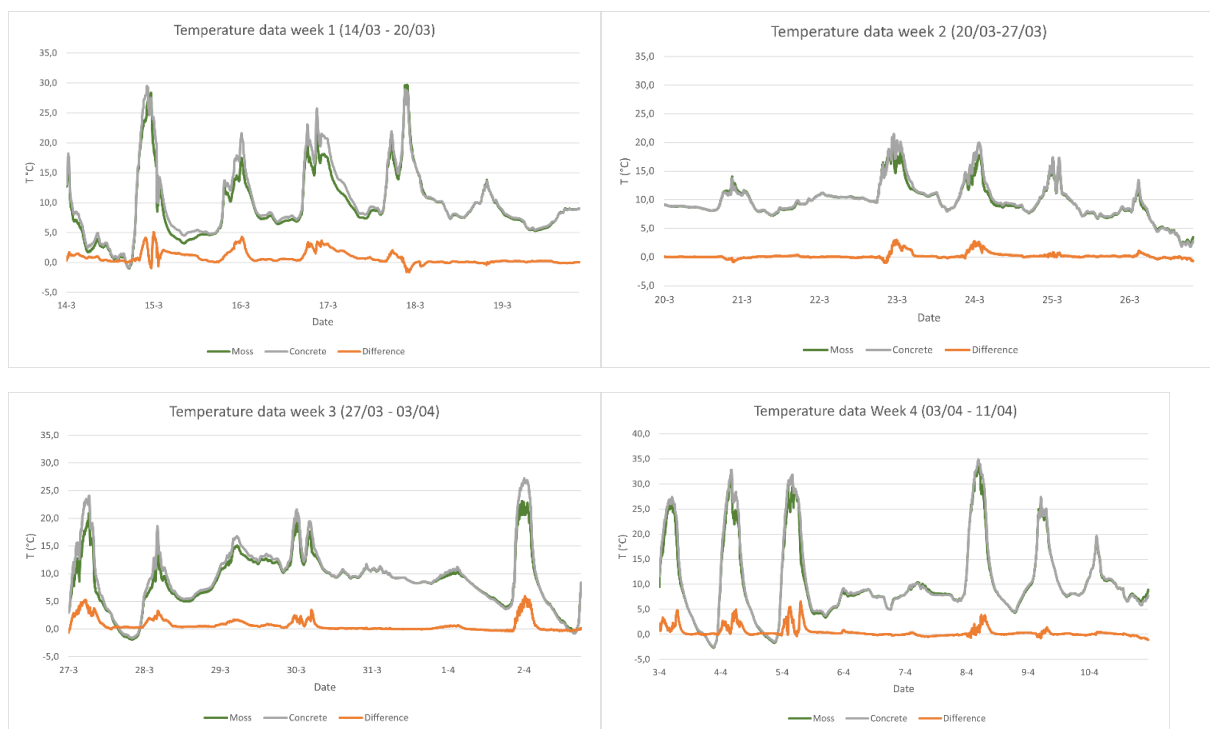 Temperature data week 1 (14/03 - 20/03)
35,0
30,0
25,0
20,0
15,0
10,0
5,0
0,0
-5,0
T °C)
14-3 15-3 16-3 17-3 18-3 19-3
Date
Moss Concrete Difference
Temperature data week 2 (20/03-27/03)
35,0
30,0
25,0
20,0
15,0
10,0
5,0
0,0
-5,0
T (°C)
20-3 21-3 22-3 23-3 24-3 25-3 26-3
Date
Moss Concrete Difference
Temperature data week 3 (27/03 - 03/04)
35,0
30,0
25,0
20,0
15,0
10,0
5,0
0,0
-5,0
T (°C)
27-3 28-3 29-3 30-3 31-3 1-4 2-4
Date
Moss Concrete Difference
Temperature data Week 4 (03/04 - 11/04)
40,0
35,0
30,0
25,0
20,0
15,0
10,0
5,0
0,0
-5,0
T (°C)
3-4 4-4 5-4 6-4 7-4 8-4 9-4 10-4
Date
Moss Concrete Difference